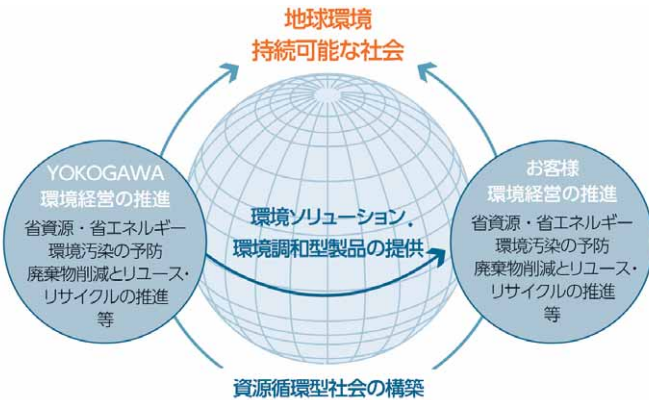 地球環境
持続可能な社会
YOKOGAWA
環境経営の推進
省資源・省エネルギー
環境汚染の予防
廃棄物削減とリユース・
リサイクルの推進
等
環境ソリューション、
環境調和型製品の提供
お客様
環境経営の推進
省資源・省エネルギー
環境汚染の予防
廃棄物削減とリユース・
リサイクルの推進
等
資源循環型社会の構築